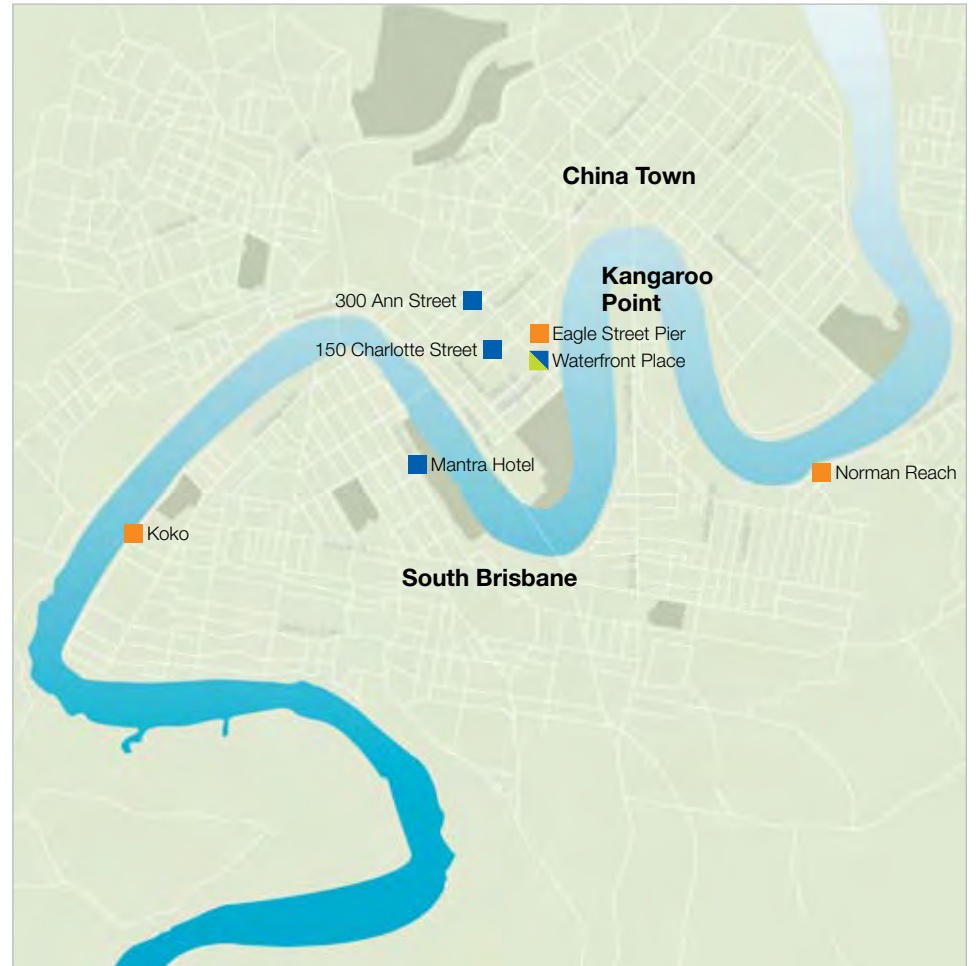 China Town
Kangaroo
Point
300 Ann Street
Eagle Street Pier
150 Charlotte Street
Waterfront Place
Mantra Hotel
Norman Reach
Koko
South Brisbane